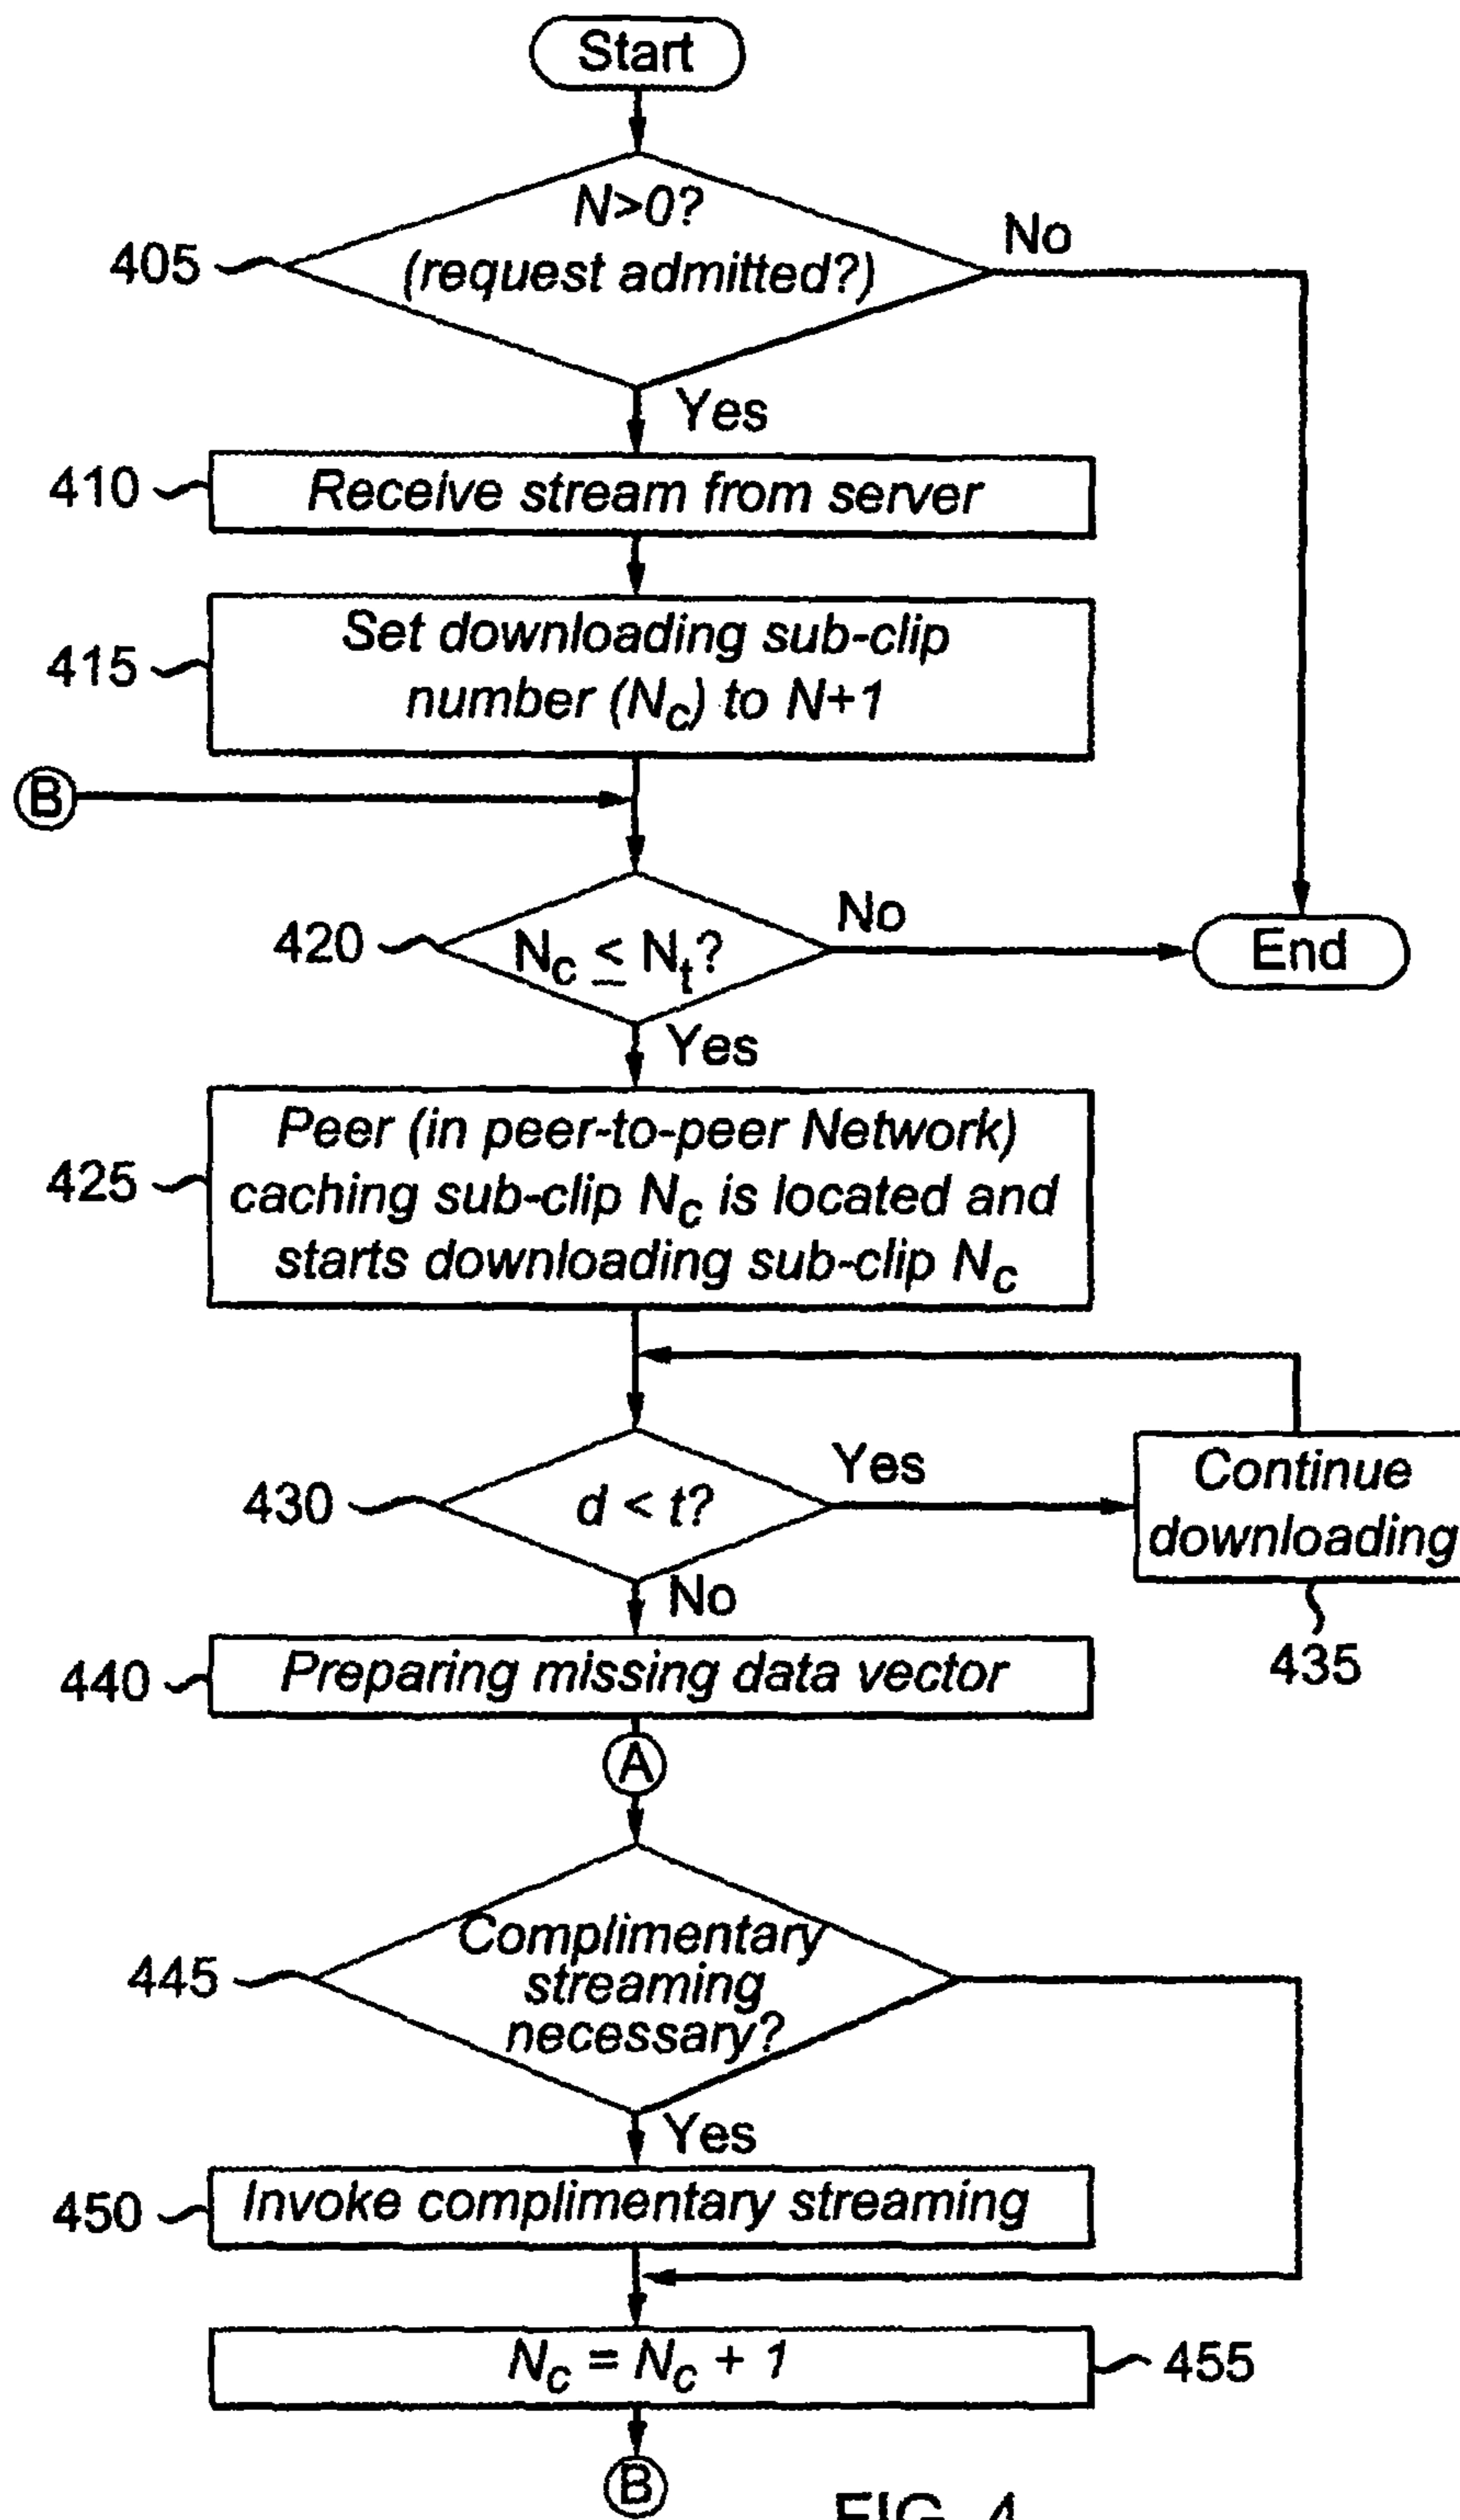 Start
N>0?
(request admitted?)
No
405
Yes
410
Receive stream from server
415
Set downloading sub-clip
number (Nc) to N+1
B
420
Nc ≤ Nt?
No
End
Yes
425
Peer (in peer-to-peer Network)
caching sub-clip Nc is located and
starts downloading sub-clip Nc
430
d < t?
Yes
Continue
downloading
435
No
440
Preparing missing data vector
A
445
Complimentary
streaming
necessary?
Yes
450
Invoke complimentary streaming
Nc = Nc + 1
455
B
FIG. 4